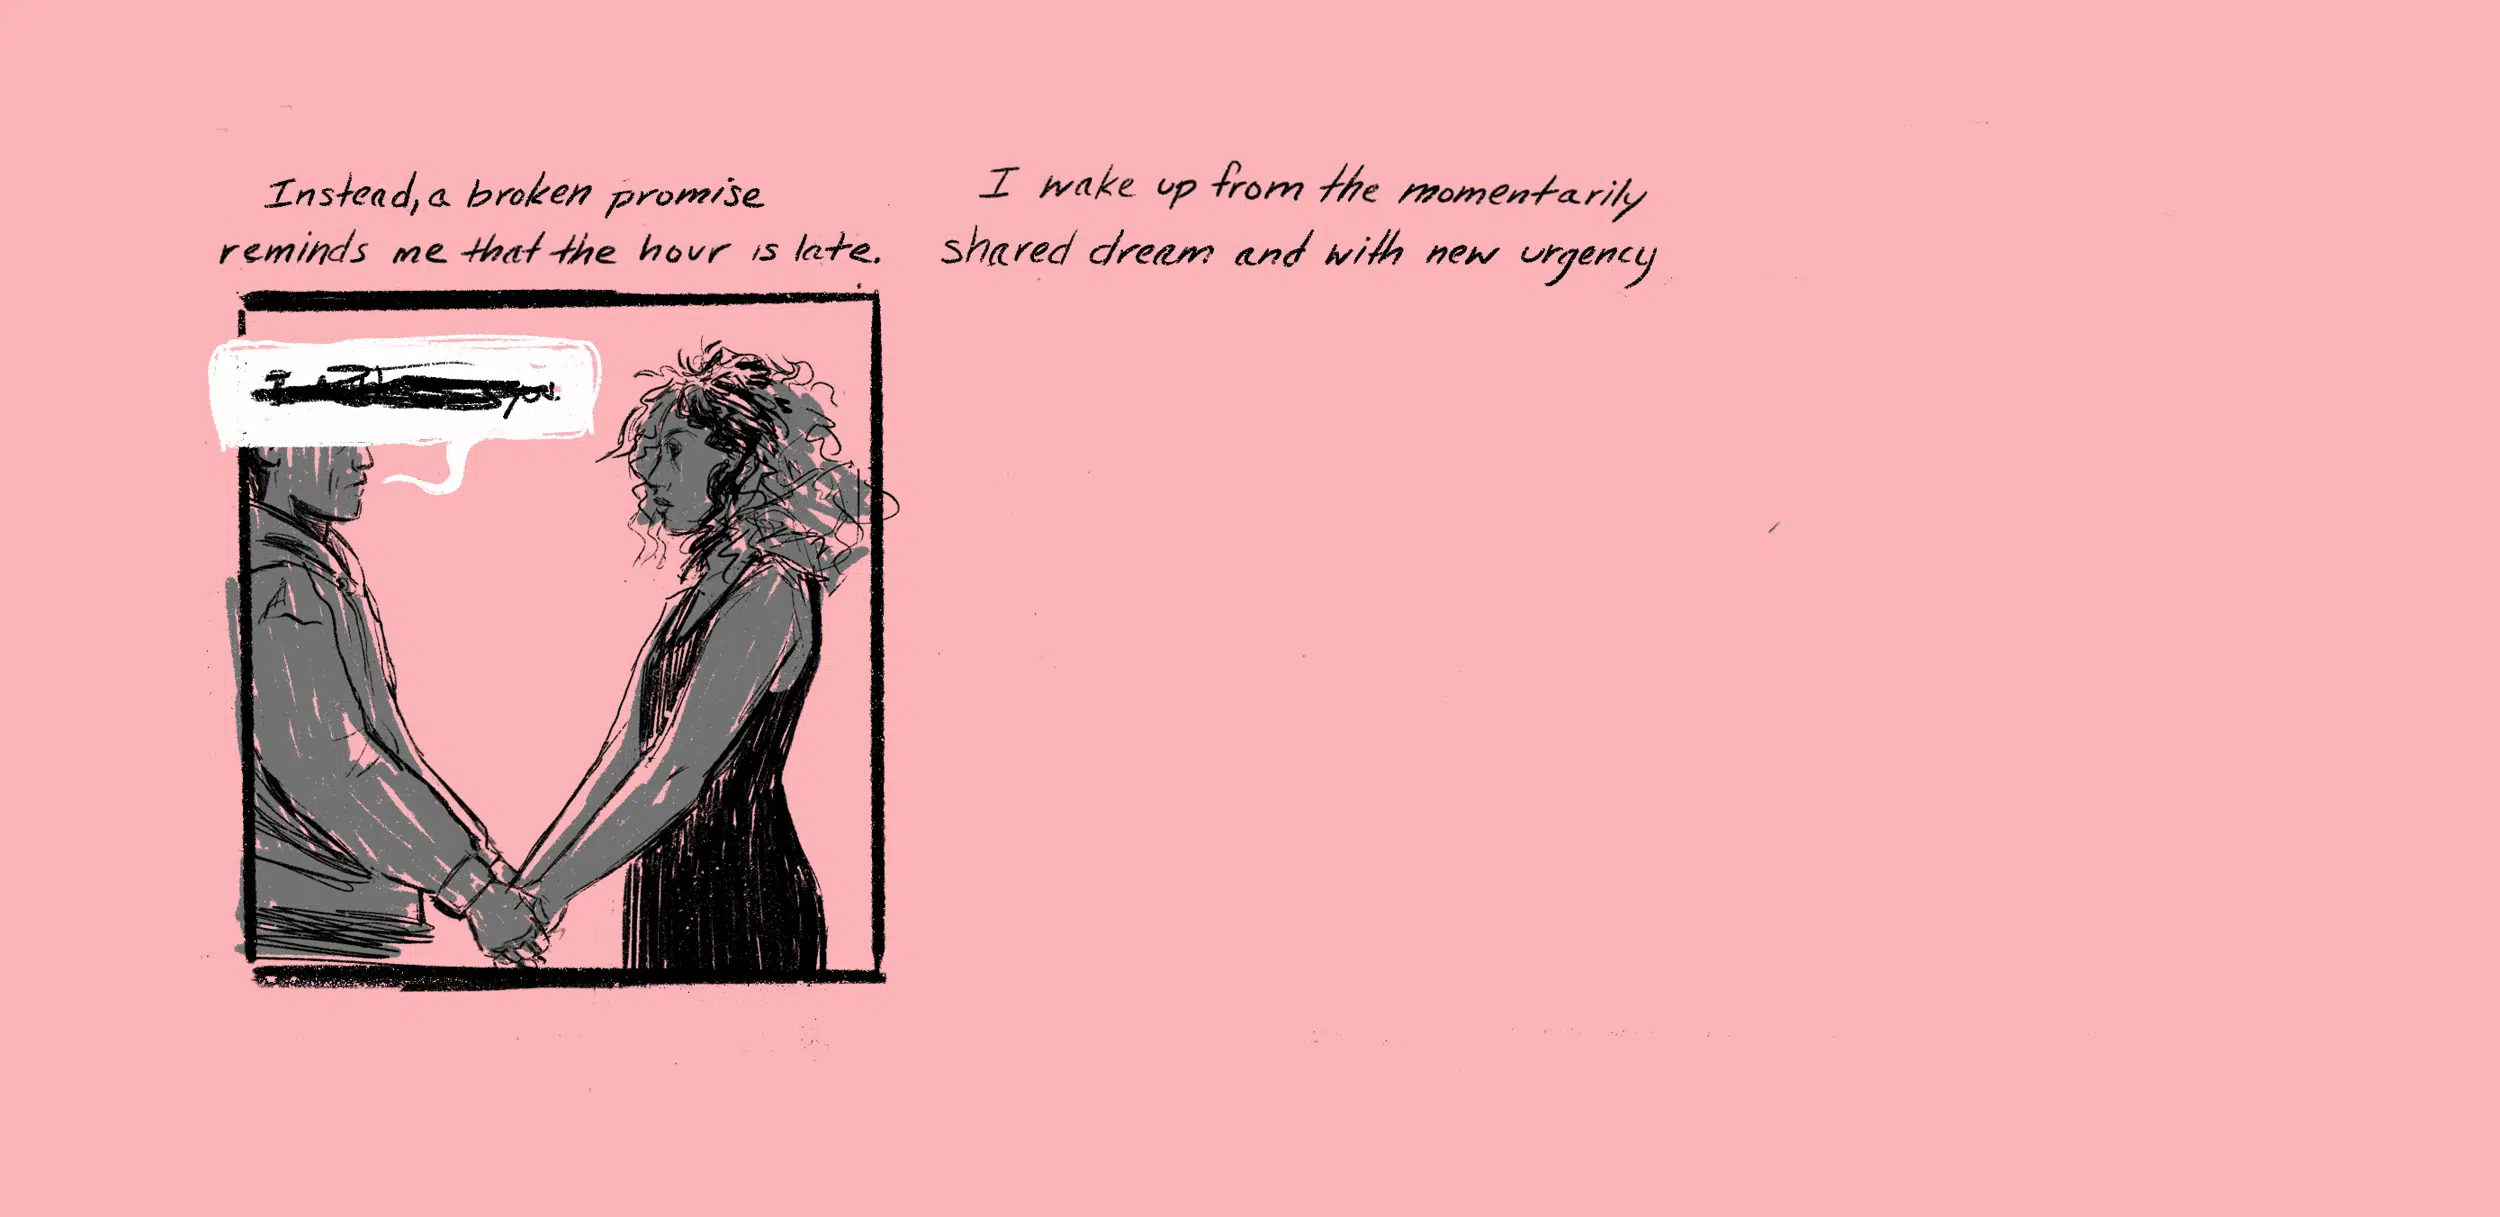 Instead, a broken promise
reminds me that the hour is late.
I wake up from the momentarily
shared dream and with new urgency
I you.